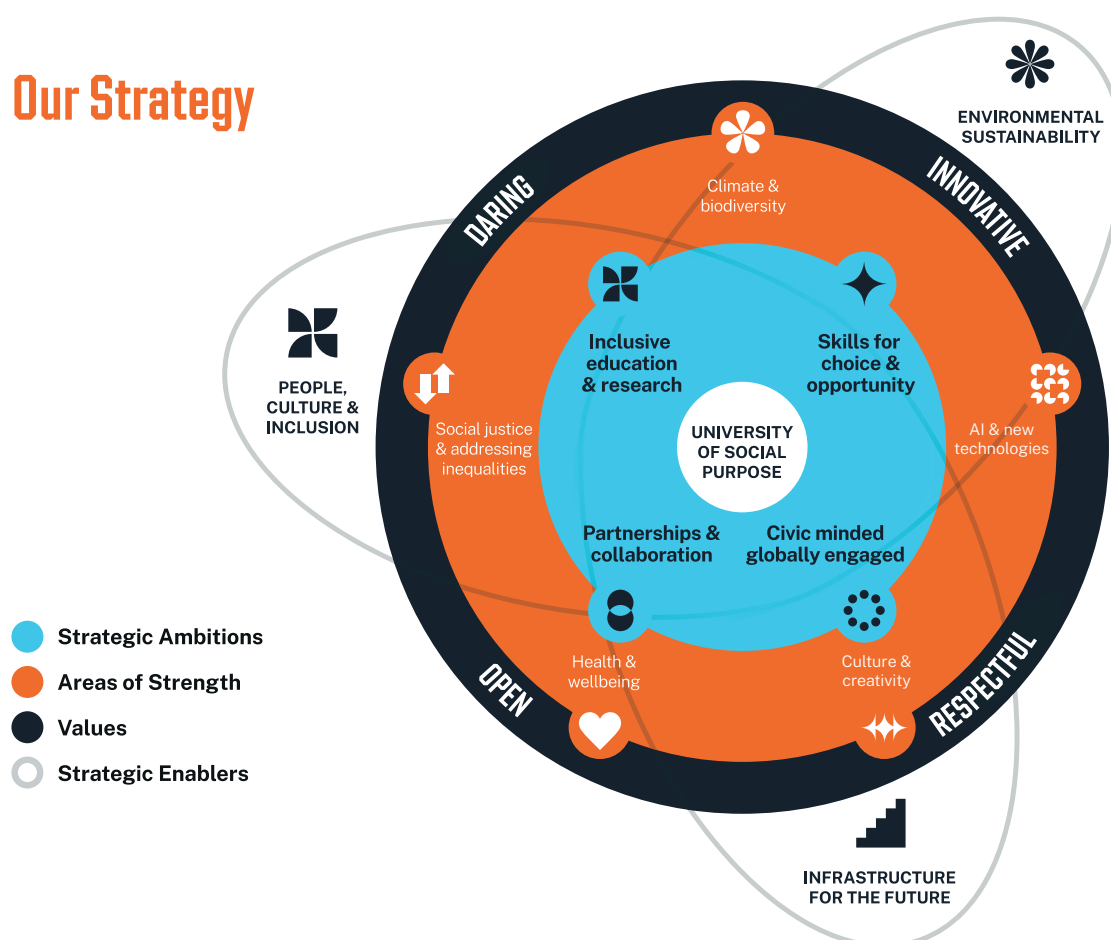 Our Strategy
ENVIRONMENTAL
SUSTAINABILITY
DARING
INNOVATIVE
Climate &
biodiversity
PEOPLE,
CULTURE &
INCLUSION
Inclusive
education
& research
Skills for
choice &
opportunity
Social justice
& addressing
inequalities
UNIVERSITY
OF SOCIAL
PURPOSE
AI & new
technologies
Partnerships &
collaboration
Civic minded
globally engaged
Health &
wellbeing
Culture &
creativity
OPEN
RESPECTFUL
Strategic Ambitions
Areas of Strength
Values
Strategic Enablers
INFRASTRUCTURE
FOR THE FUTURE